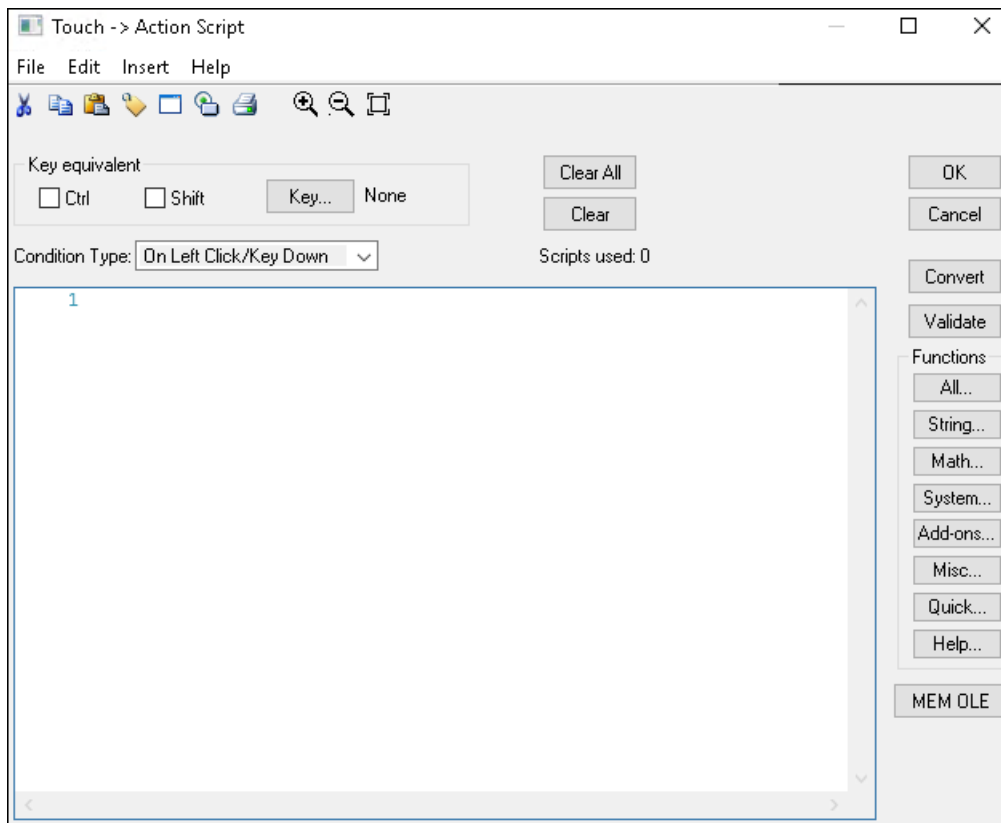 Touch -> Action Script
File Edit Insert Help
Key equivalent
Ctrl Shift Key... None
Clear All
Clear
OK
Cancel
Condition Type: On Left Click/Key Down
Scripts used: 0
Convert
Validate
1
Functions
All...
String...
Math...
System...
Add-ons...
Misc...
Quick...
Help...
MEM OLE